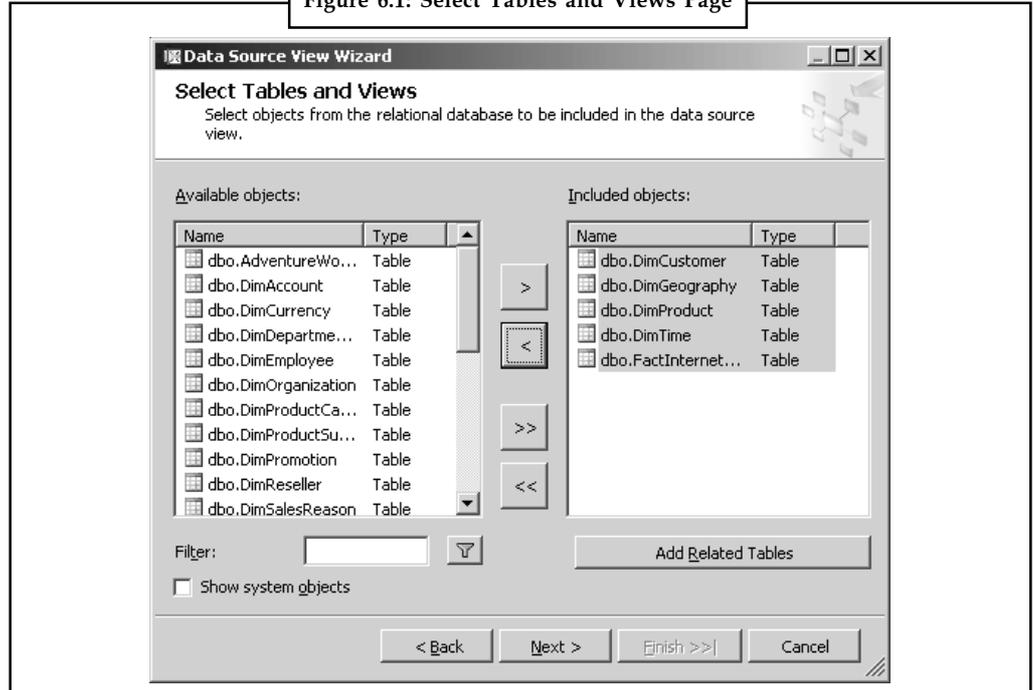 Figure 6.1: Select Tables and Views Page
Data Source View Wizard
Select Tables and Views
Select objects from the relational database to be included in the data source
view.
Available objects:
Name Type
dbo.AdventureWo... Table
dbo.DimAccount Table
dbo.DimCurrency Table
dbo.DimDepartme... Table
dbo.DimEmployee Table
dbo.DimOrganization Table
dbo.DimProductCa... Table
dbo.DimProductSu... Table
dbo.DimPromotion Table
dbo.DimReseller Table
dbo.DimSalesReason Table
>
<
>>
<<
Included objects:
Name Type
dbo.DimCustomer Table
dbo.DimGeography Table
dbo.DimProduct Table
dbo.DimTime Table
dbo.FactInternet... Table
Filter:
Add Related Tables
Show system objects
< Back Next > Finish >>| Cancel